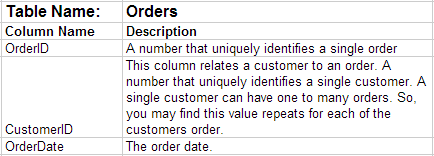 Table Name: Orders
Column Name Description
OrderID A number that uniquely identifies a single order
This column relates a customer to an order. A
number that uniquely identifies a single customer. A
single customer can have one to many orders. So,
you may find this value repeats for each of the
CustomerID customers order.
OrderDate The order date.